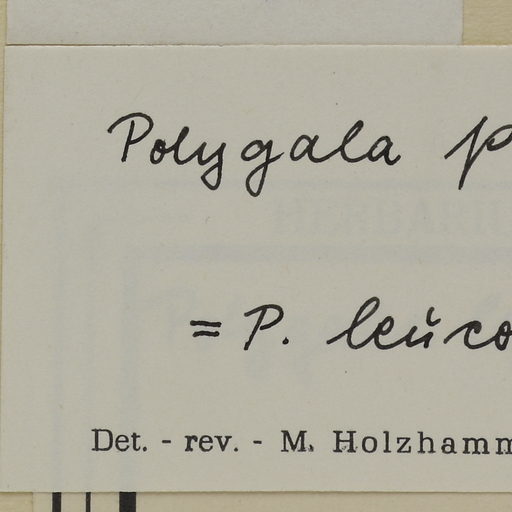 Polygala p
= P. leuco
Det. - rev. - M. Holzhamm